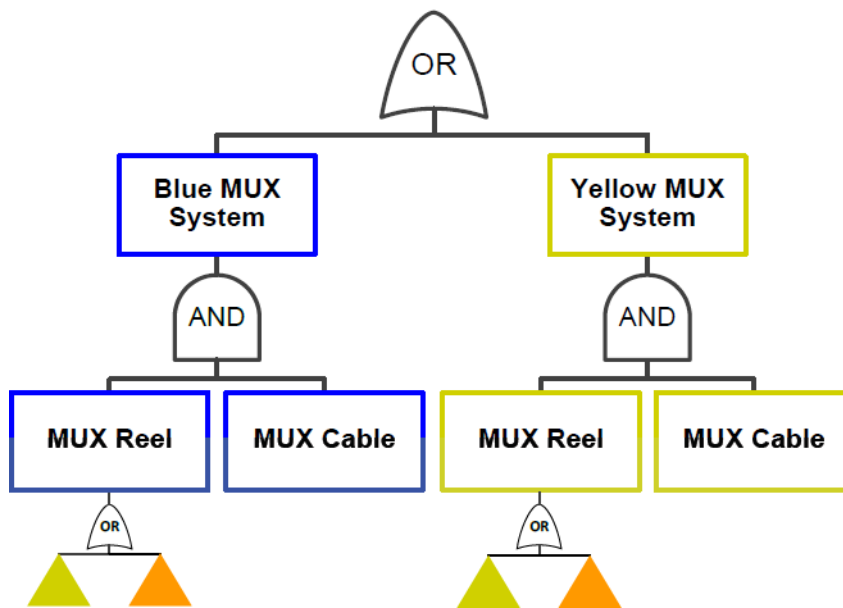 OR
Blue MUX
System
Yellow MUX
System
AND
AND
MUX Reel
MUX Cable
MUX Reel
MUX Cable
OR
OR